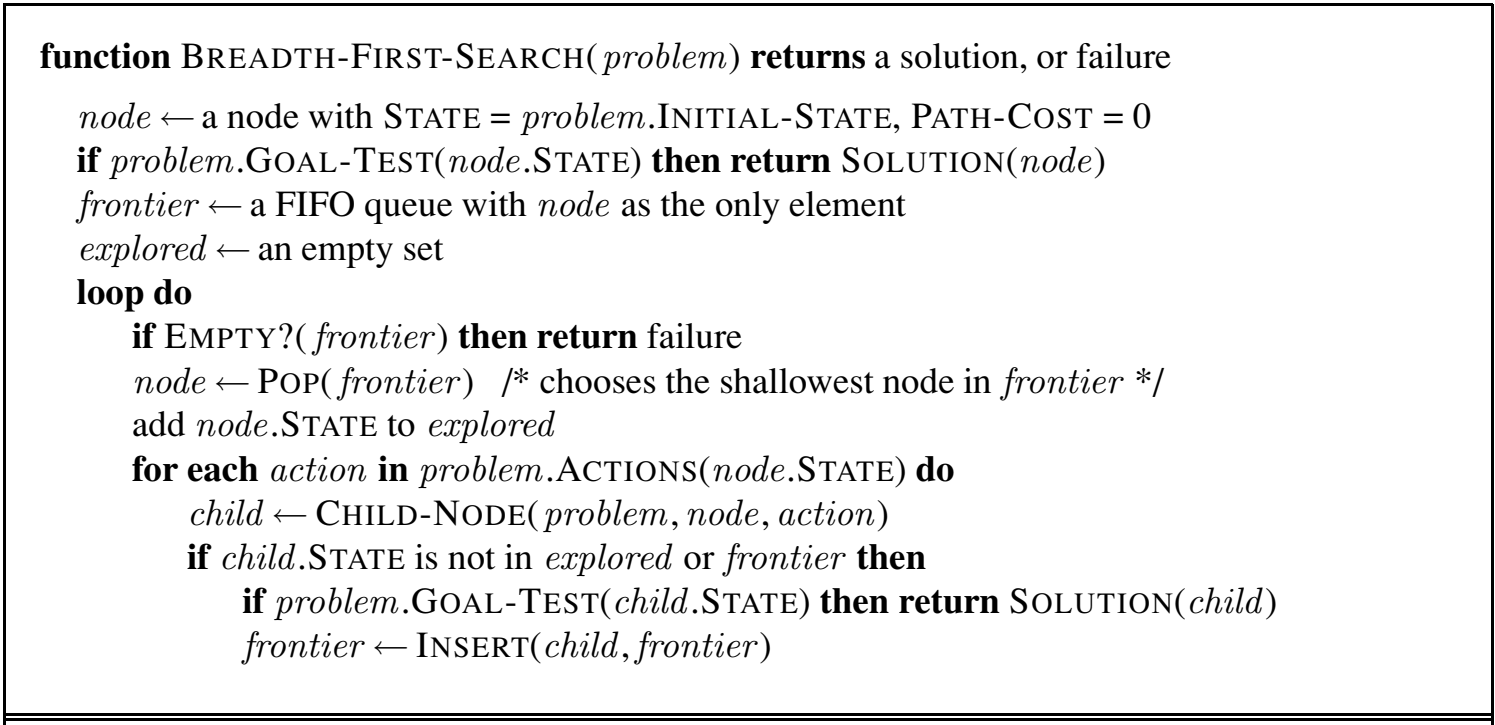 function BREADTH-FIRST-SEARCH(problem) returns a solution, or failure
node ← a node with STATE = problem.INITIAL-STATE, PATH-COST = 0
if problem.GOAL-TEST(node.STATE) then return SOLUTION(node)
frontier ← a FIFO queue with node as the only element
explored ← an empty set
loop do
if EMPTY?(frontier) then return failure
node ← POP(frontier) /* chooses the shallowest node in frontier */
add node.STATE to explored
for each action in problem.ACTIONS(node.STATE) do
child ← CHILD-NODE(problem, node, action)
if child.STATE is not in explored or frontier then
if problem.GOAL-TEST(child.STATE) then return SOLUTION(child)
frontier ← INSERT(child, frontier)